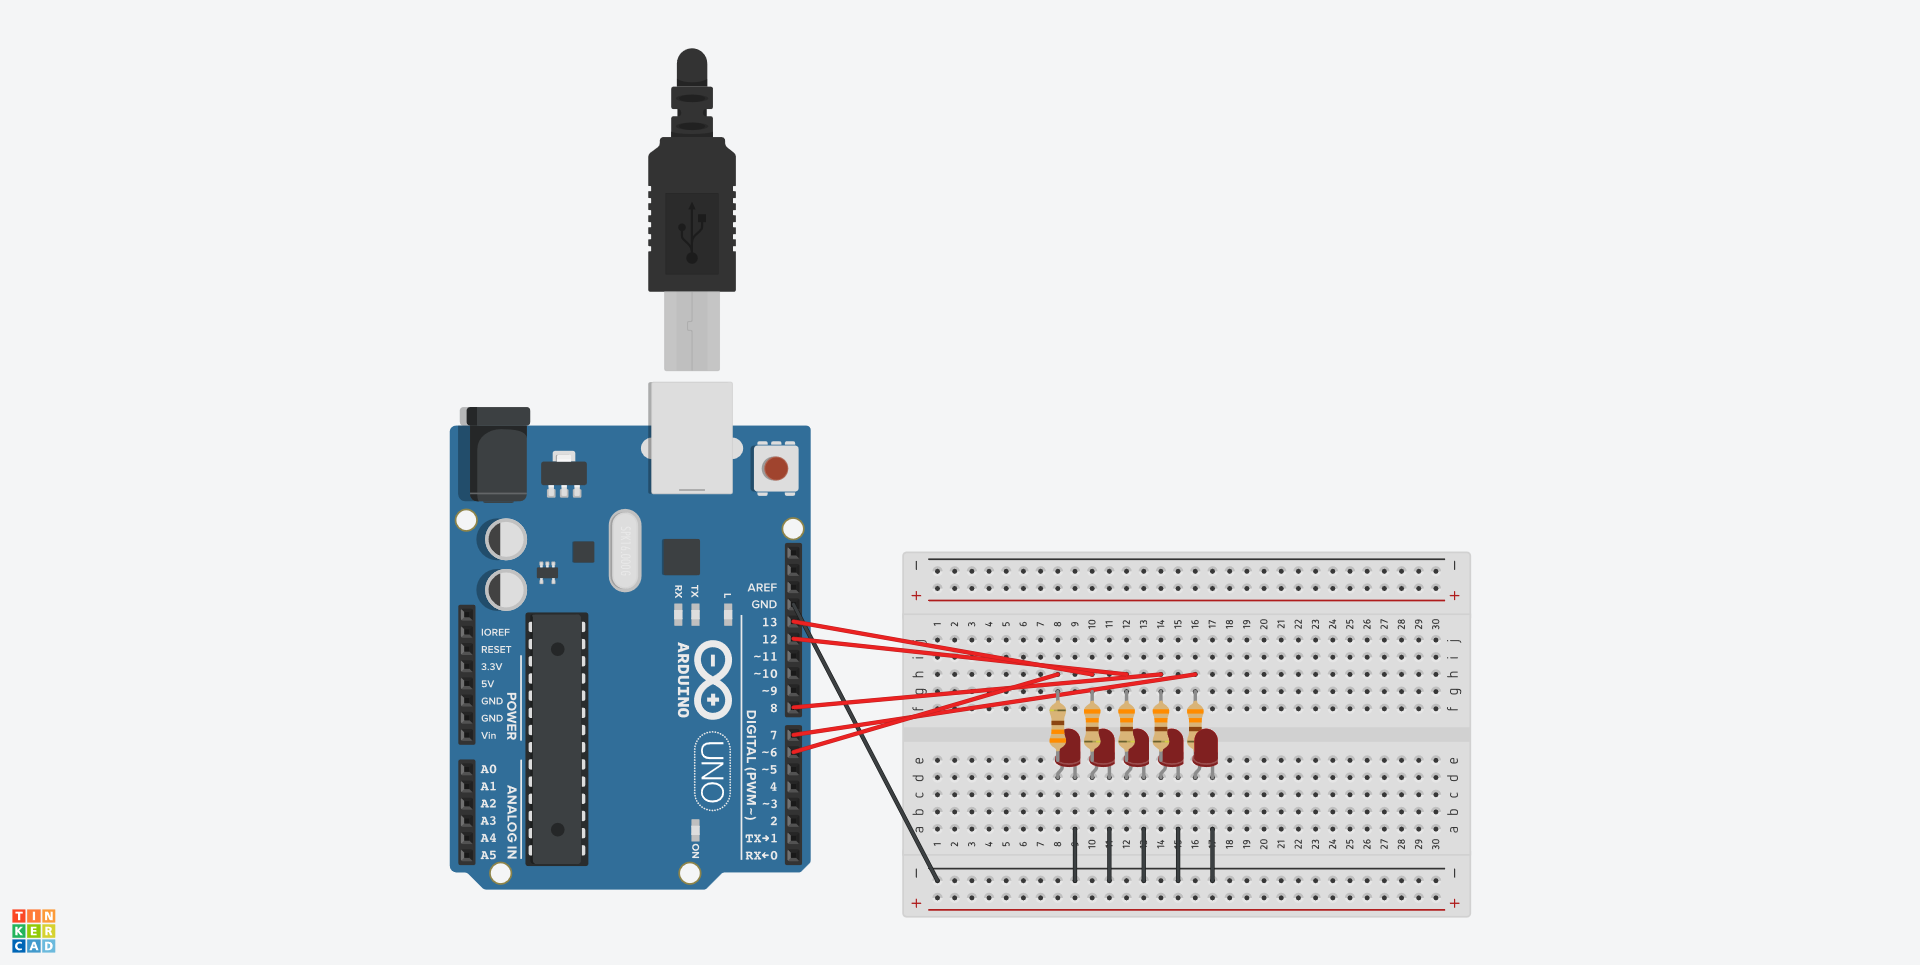 AREF
GND
13
12
~11
~10
~9
8
7
~6
~5
4
~3
2
TX→1
RX←0
IOREF
RESET
3.3V
5V
GND
GND
Vin
A0
A1
A2
A3
A4
A5
POWER
ANALOG IN
RX
TX
L
ARDUINO
UNO
DIGITAL (PWM ~)
ON
1 2 3 4 5 6 7 8 9 10 11 12 13 14 15 16 17 18 19 20 21 22 23 24 25 26 27 28 29 30
j j
i i
h h
g g
f f
e e
d d
c c
b b
a a
1 2 3 4 5 6 7 8 9 10 11 12 13 14 15 16 17 18 19 20 21 22 23 24 25 26 27 28 29 30
TIN
KER
CAD